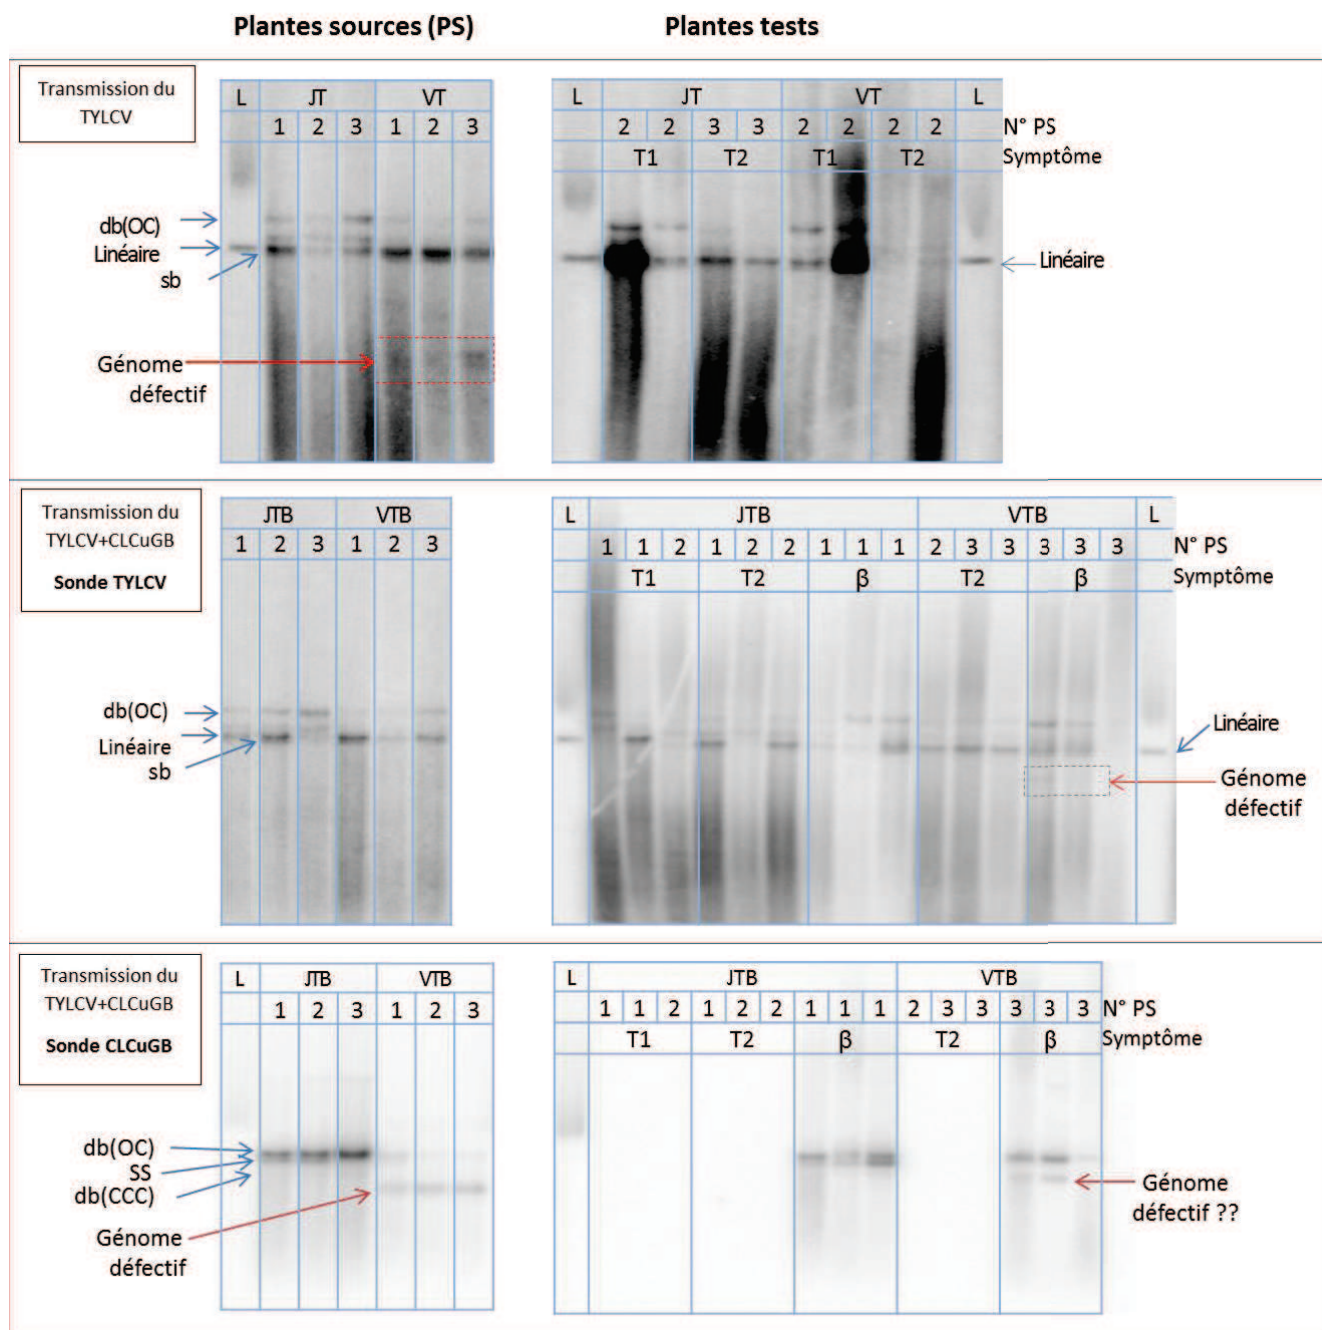 Plantes sources (PS)
Plantes tests
Transmission du
TYLCV
L JT VT
1 2 3 1 2 3
db(OC)
Linéaire
sb
Génome
défectif
L JT VT L
2 2 3 3 2 2 2 2 N° PS
T1 T2 T1 T2 Symptôme
Linéaire
Transmission du
TYLCV+CLCuGB
Sonde TYLCV
JTB VTB
1 2 3 1 2 3
db(OC)
Linéaire
sb
L JTB VTB L
1 1 2 1 2 2 1 1 1 2 3 3 3 3 3 N° PS
T1 T2 β T2 β Symptôme
Linéaire
Génome
défectif
Transmission du
TYLCV+CLCuGB
Sonde CLCuGB
L JTB VTB
1 2 3 1 2 3
db(OC)
SS
db(CCC)
Génome
défectif
L JTB VTB
1 1 2 1 2 2 1 1 1 2 3 3 3 3 3 N° PS
T1 T2 β T2 β Symptôme
Génome
défectif ??